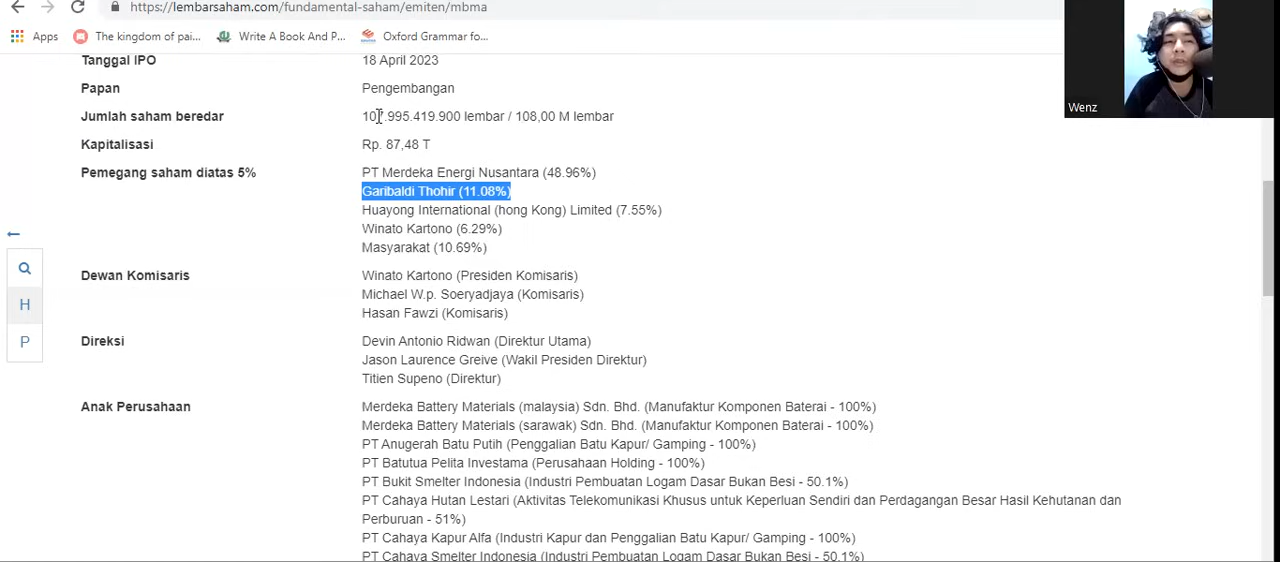 https://lembarsaham.com/fundamental-saham/emiten/mbma
Apps The kingdom of pai... Write A Book And P... Oxford Grammar fo...
Wenz
Tanggal IPO 18 April 2023
Papan Pengembangan
Jumlah saham beredar 107.995.419.900 lembar / 108,00 M lembar
Kapitalisasi Rp. 87,48 T
Pemegang saham diatas 5% PT Merdeka Energi Nusantara (48.96%)
Garibaldi Thohir (11.08%)
Huayong International (hong Kong) Limited (7.55%)
Winato Kartono (6.29%)
Masyarakat (10.69%)
Dewan Komisaris Winato Kartono (Presiden Komisaris)
Michael W.p. Soeryadjaya (Komisaris)
Hasan Fawzi (Komisaris)
H
P
Direksi Devin Antonio Ridwan (Direktur Utama)
Jason Laurence Greive (Wakil Presiden Direktur)
Titien Supeno (Direktur)
Anak Perusahaan Merdeka Battery Materials (malaysia) Sdn. Bhd. (Manufaktur Komponen Baterai - 100%)
Merdeka Battery Materials (sarawak) Sdn. Bhd. (Manufaktur Komponen Baterai - 100%)
PT Anugerah Batu Putih (Penggalian Batu Kapur/ Gamping - 100%)
PT Batutua Pelita Investama (Perusahaan Holding - 100%)
PT Bukit Smelter Indonesia (Industri Pembuatan Logam Dasar Bukan Besi - 50.1%)
PT Cahaya Hutan Lestari (Aktivitas Telekomunikasi Khusus untuk Keperluan Sendiri dan Perdagangan Besar Hasil Kehutanan dan
Perburuan - 51%)
PT Cahaya Kapur Alfa (Industri Kapur dan Penggalian Batu Kapur/ Gamping - 100%)
PT Cahaya Smelter Indonesia (Industri Pembuatan Logam Dasar Bukan Besi - 50.1%)